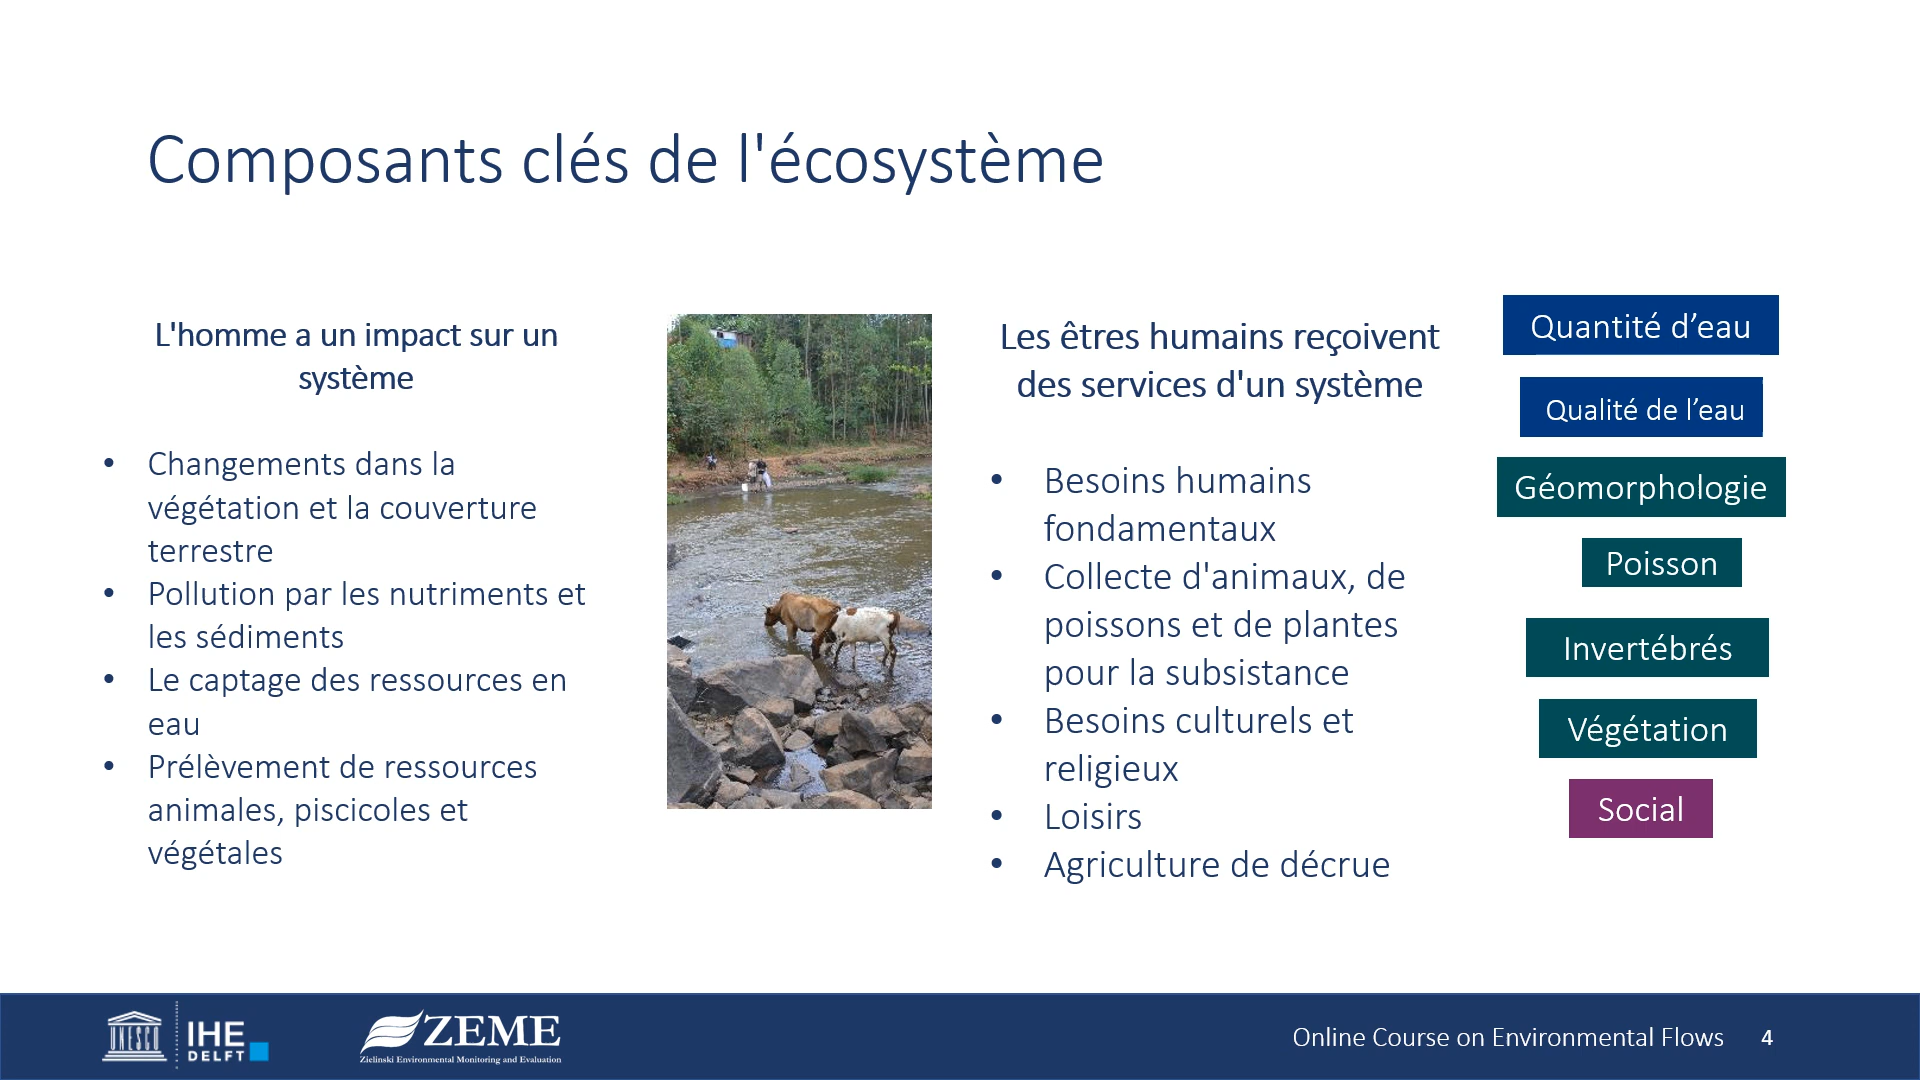 Composants clés de l'écosystème
L'homme a un impact sur un
système
• Changements dans la
végétation et la couverture
terrestre
• Pollution par les nutriments et
les sédiments
• Le captage des ressources en
eau
• Prélèvement de ressources
animales, piscicoles et
végétales
Les êtres humains reçoivent
des services d'un système
• Besoins humains
fondamentaux
• Collecte d'animaux, de
poissons et de plantes
pour la subsistance
• Besoins culturels et
religieux
• Loisirs
• Agriculture de décrue
Quantité d’eau
Qualité de l’eau
Géomorphologie
Poisson
Invertébrés
Végétation
Social
UNESCO
IHE
DELFT
ZEME
Zielinski Environmental Monitoring and Evaluation
Online Course on Environmental Flows
4